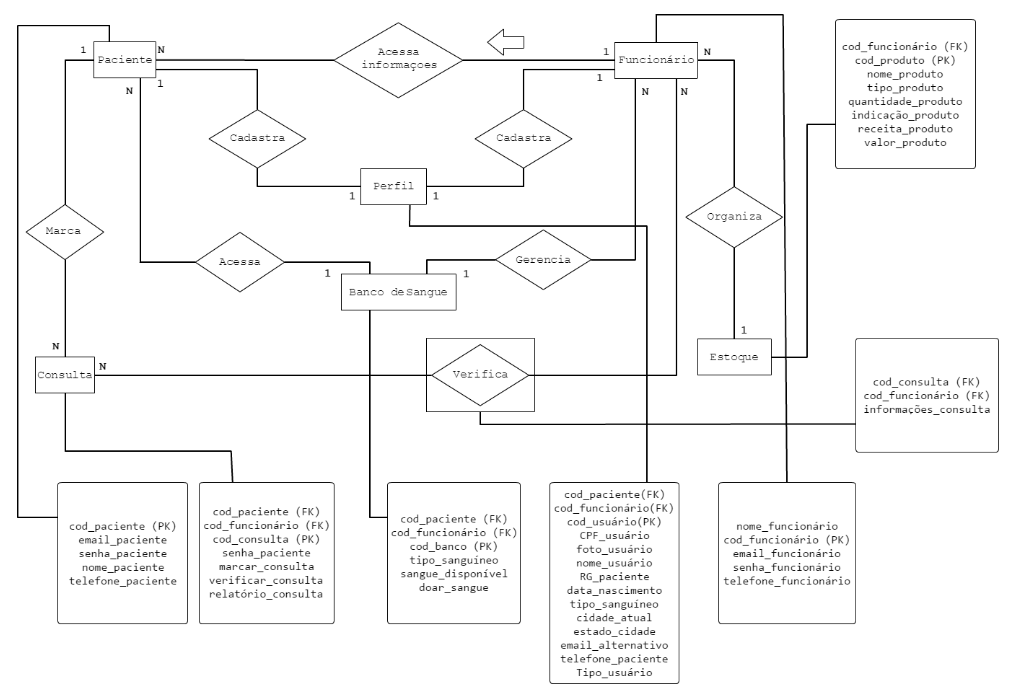 1
Paciente
N
1
N
Acessa
informaçoes
1
Funcionário
N
1
N
N
cod_funcionário (FK)
cod_produto (PK)
nome_produto
tipo_produto
quantidade_produto
indicação_produto
receita_produto
valor_produto
Cadastra
Cadastra
1
Perfil
1
Marca
Organiza
Acessa
1
Banco de Sangue
1
Gerencia
N
Consulta
N
Verifica
1
Estoque
cod_consulta (FK)
cod_funcionário (FK)
informações_consulta
cod_paciente (PK)
email_paciente
senha_paciente
nome_paciente
telefone_paciente
cod_paciente (FK)
cod_funcionário (FK)
cod_consulta (PK)
senha_paciente
marcar_consulta
verificar_consulta
relatório_consulta
cod_paciente (FK)
cod_funcionário (FK)
cod_banco (PK)
tipo_sanguíneo
sangue_disponível
doar_sangue
cod_paciente(FK)
cod_funcionário(FK)
cod_usuário(PK)
CPF_usuário
foto_usuário
nome_usuário
RG_paciente
data_nascimento
tipo_sanguíneo
cidade_atual
estado_cidade
email_alternativo
telefone_paciente
Tipo_usuário
nome_funcionário
cod_funcionário (PK)
email_funcionário
senha_funcionário
telefone_funcionário